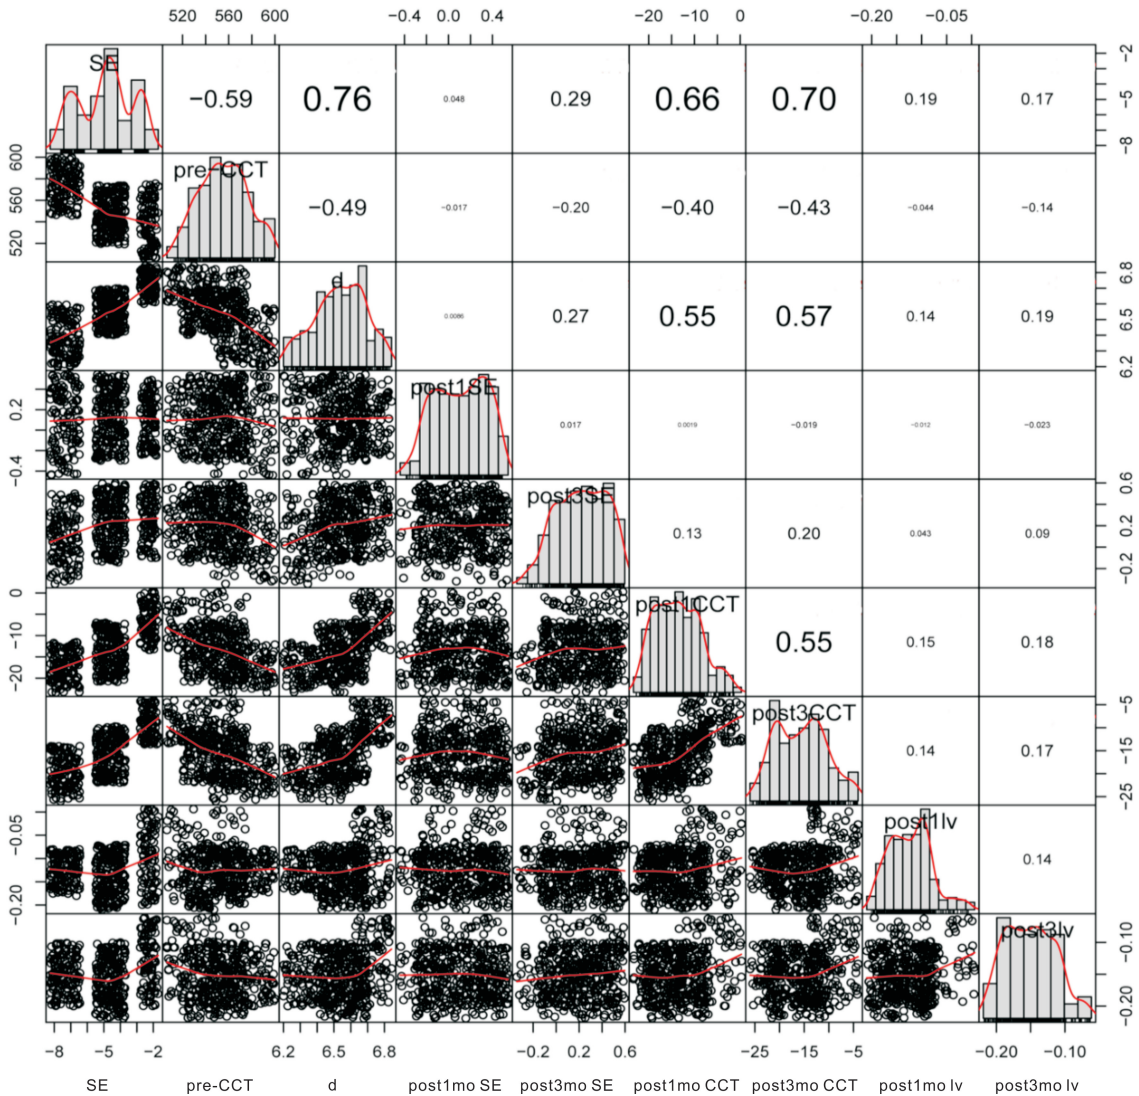 520 560 600 −0.4 0.0 0.4 −20 −10 0 −0.20 −0.05
SE −0.59 0.76 0.048 0.29 0.66 0.70 0.19 0.17 −2 −5 −8
600 560 520 pre−CCT −0.49 −0.017 −0.20 −0.40 −0.43 −0.044 −0.14
d 0.0086 0.27 0.55 0.57 0.14 0.19 6.8 6.5 6.2
0.2 −0.4 post1SE 0.017 0.0019 −0.019 −0.012 −0.023
post3SE 0.13 0.20 0.043 0.09 0.6 0.2 −0.2
0 −10 −20 post1CCT 0.55 0.15 0.18
post3CCT 0.14 0.17 −5 −15 −25
−0.05 −0.20 post1lv 0.14
post3lv −0.10 −0.20
−8 −5 −2 6.2 6.5 6.8 −0.2 0.2 0.6 −25 −15 −5 −0.20 −0.10
SE pre-CCT d post1mo SE post3mo SE post1mo CCT post3mo CCT post1mo lv post3mo lv